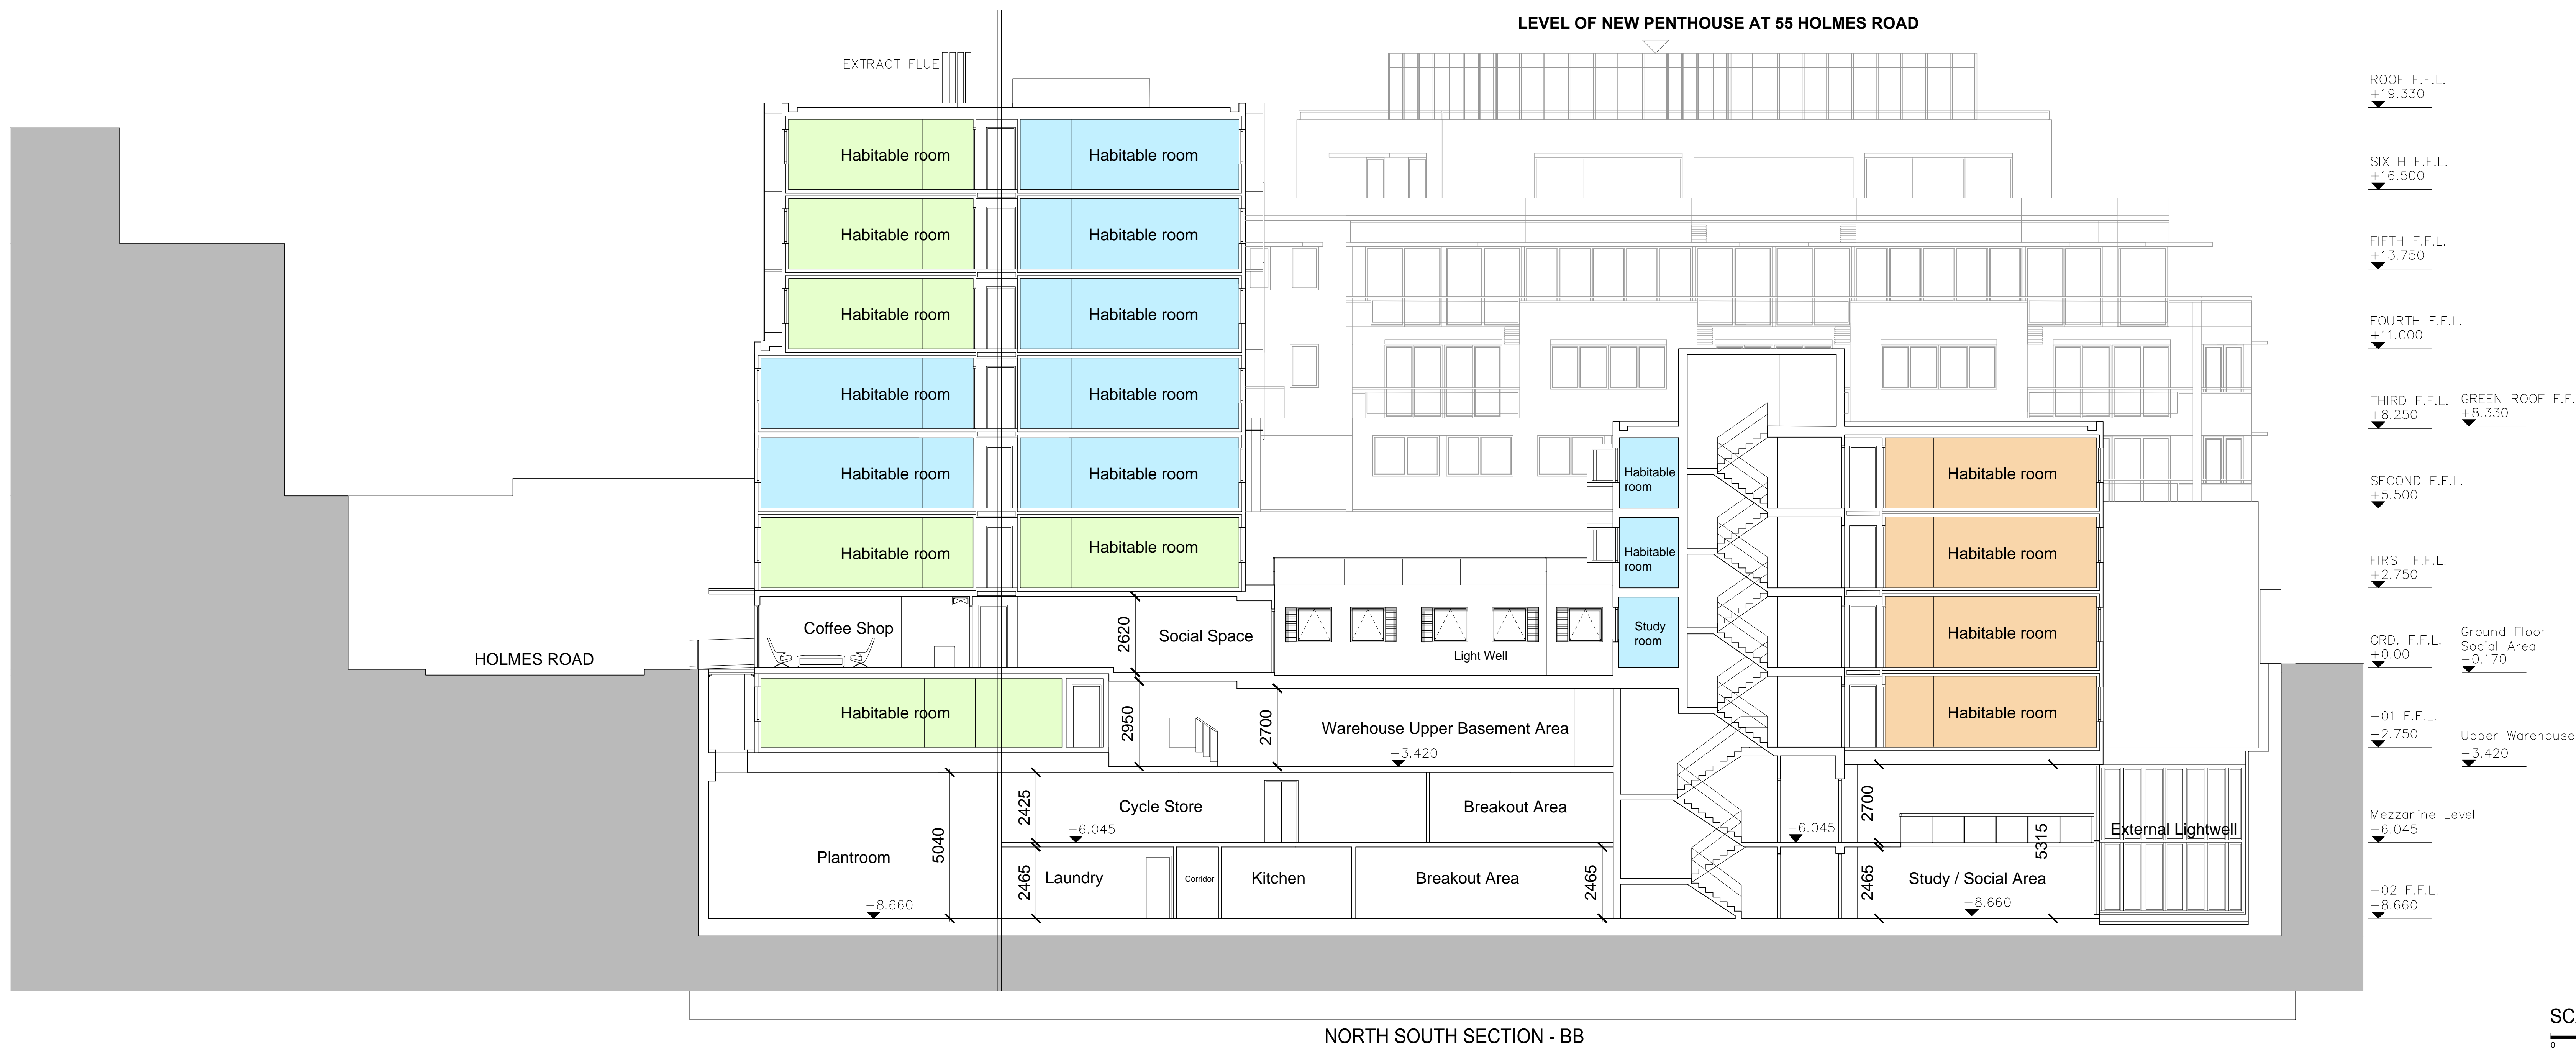 LEVEL OF NEW PENTHOUSE AT 55 HOLMES ROAD
EXTRACT FLUE
ROOF F.F.L.
+19.330
Habitable room
Habitable room
SIXTH F.F.L.
+16.500
Habitable room
Habitable room
FIFTH F.F.L.
+13.750
Habitable room
Habitable room
FOURTH F.F.L.
+11.000
Habitable room
Habitable room
THIRD F.F.L.
+8.250
GREEN ROOF F.F.
+8.330
Habitable room
Habitable room
Habitable
room
Habitable room
SECOND F.F.L.
+5.500
Habitable room
Habitable room
Habitable
room
Habitable room
FIRST F.F.L.
+2.750
Coffee Shop
2620
Social Space
Light Well
Study
room
Habitable room
HOLMES ROAD
GRD. F.F.L.
+0.00
Ground Floor
Social Area
-0.170
Habitable room
2950
2700
Warehouse Upper Basement Area
-3.420
Habitable room
-01 F.F.L.
-2.750
Upper Warehouse
-3.420
5040
2425
Cycle Store
-6.045
Breakout Area
-6.045
2700
5315
External Lightwell
Mezzanine Level
-6.045
Plantroom
-8.660
2465
Laundry
Corridor
Kitchen
Breakout Area
2465
2465
Study / Social Area
-8.660
-02 F.F.L.
-8.660
NORTH SOUTH SECTION - BB
SC
0